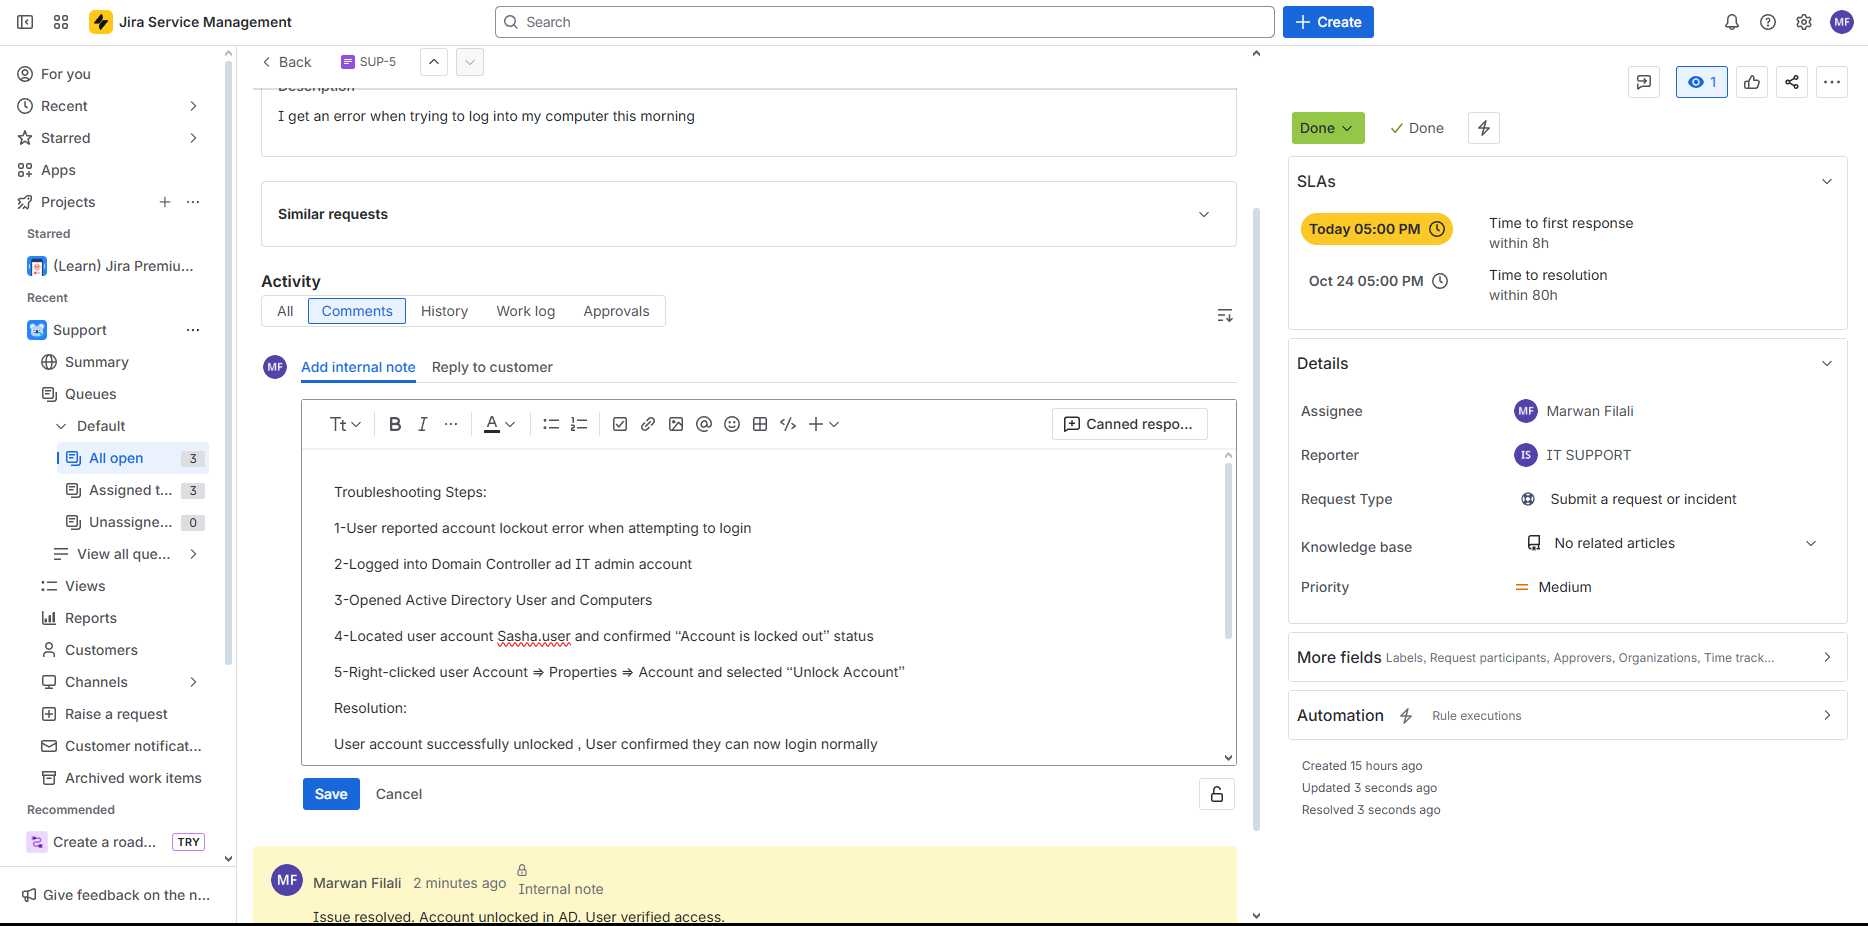 Jira Service Management
Search
Create
MF
For you
Recent
Starred
Apps
Projects
Starred
(Learn) Jira Premiu...
Recent
Support
Summary
Queues
Default
All open 3
Assigned t... 3
Unassigne... 0
View all que...
Views
Reports
Customers
Channels
Raise a request
Customer notificat...
Archived work items
Recommended
Create a road... TRY
Give feedback on the n...
Back
SUP-5
Description
I get an error when trying to log into my computer this morning
Similar requests
Activity
All Comments History Work log Approvals
MF Add internal note Reply to customer
Tt B I ... A Canned respo...
Troubleshooting Steps:
1-User reported account lockout error when attempting to login
2-Logged into Domain Controller ad IT admin account
3-Opened Active Directory User and Computers
4-Located user account Sasha.user and confirmed “Account is locked out” status
5-Right-clicked user Account ⇒ Properties ⇒ Account and selected “Unlock Account”
Resolution:
User account successfully unlocked , User confirmed they can now login normally
Save Cancel
MF Marwan Filali 2 minutes ago
Internal note
Issue resolved. Account unlocked in AD. User verified access.
1
Done Done
SLAs
Today 05:00 PM
Time to first response
within 8h
Oct 24 05:00 PM
Time to resolution
within 80h
Details
Assignee MF Marwan Filali
Reporter IS IT SUPPORT
Request Type Submit a request or incident
Knowledge base No related articles
Priority Medium
More fields Labels, Request participants, Approvers, Organizations, Time track...
Automation Rule executions
Created 15 hours ago
Updated 3 seconds ago
Resolved 3 seconds ago